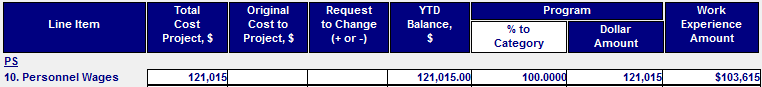 Line Item
Total Cost Project, $
Original Cost to Project, $
Request to Change (+ or -)
YTD Balance, $
Program
% to Category
Dollar Amount
Work Experience Amount
PS
10. Personnel Wages 121,015 121,015.00 100.0000 121,015 $103,615